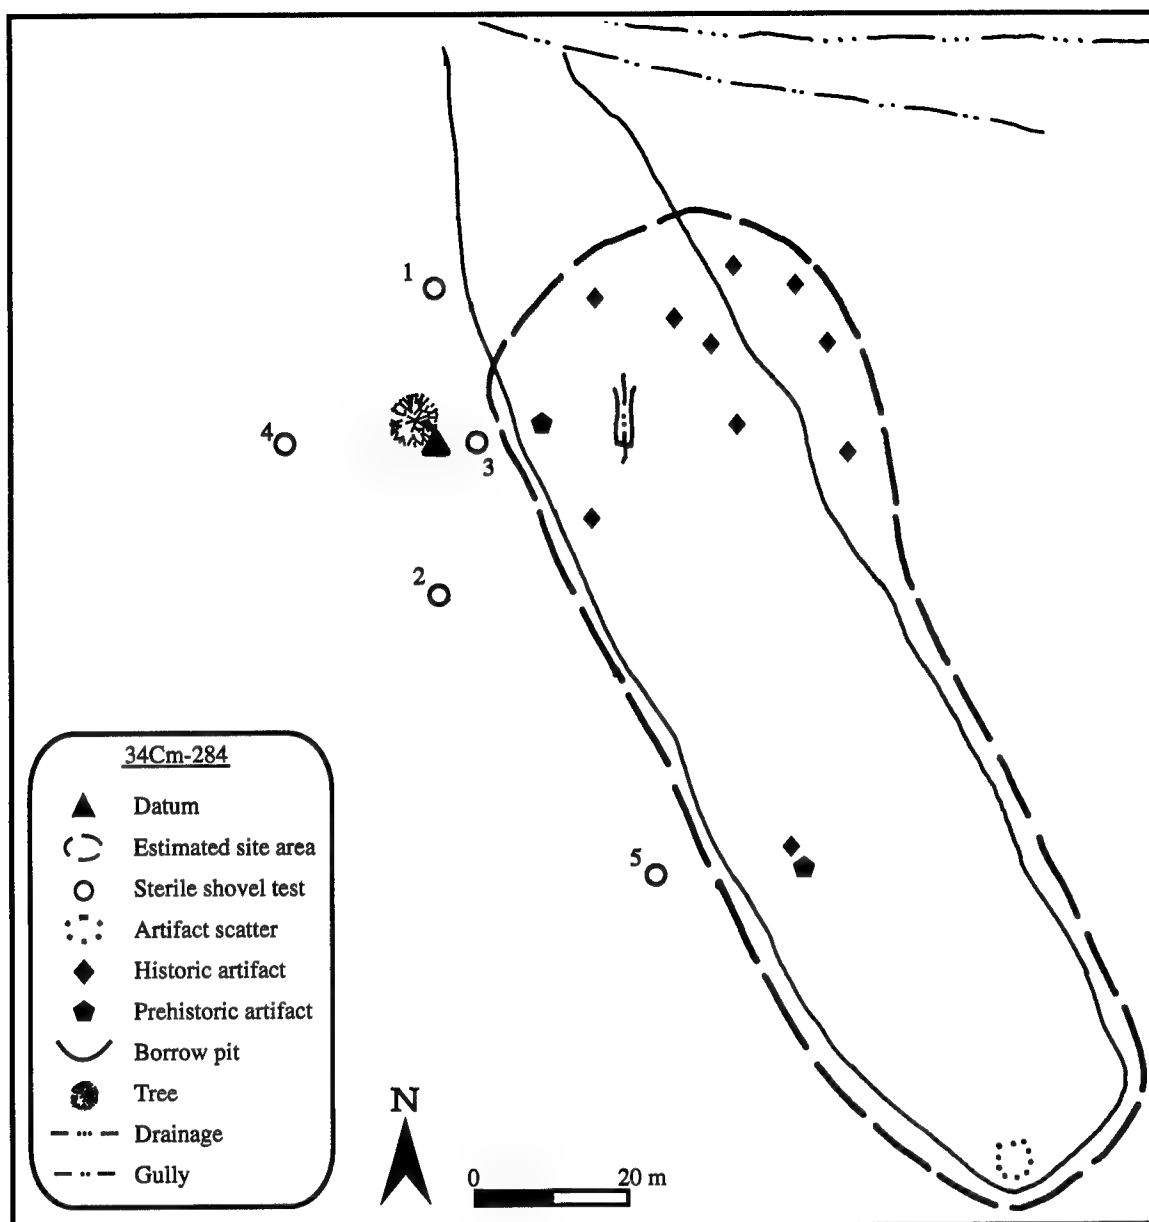 1
4
3
2
5
34Cm-284
Datum
Estimated site area
Sterile shovel test
Artifact scatter
Historic artifact
Prehistoric artifact
Borrow pit
Tree
Drainage
Gully
N
0 20 m